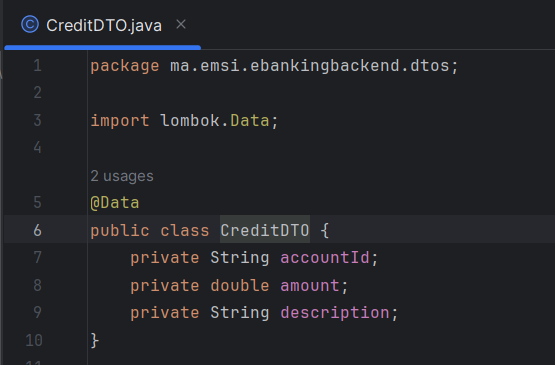 CreditDTO.java
1 package ma.emsi.ebankingbackend.dtos;
2
3 import lombok.Data;
4
2 usages
5 @Data
6 public class CreditDTO {
7 private String accountId;
8 private double amount;
9 private String description;
10 }